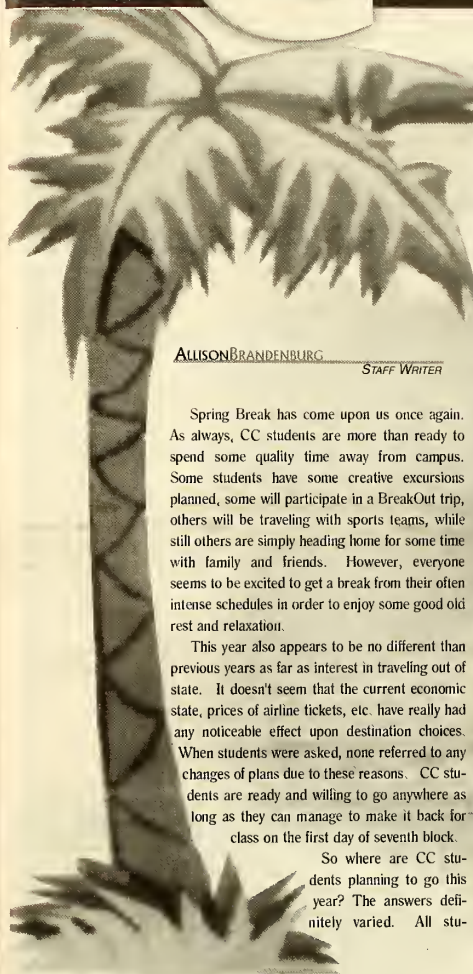 ALLISONBRANDENBURG
STAFF WRITER
Spring Break has come upon us once again.
As always, CC students are more than ready to
spend some quality time away from campus.
Some students have some creative excursions
planned, some will participate in a BreakOut trip,
others will be traveling with sports teams, while
still others are simply heading home for some time
with family and friends. However, everyone
seems to be excited to get a break from their often
intense schedules in order to enjoy some good old
rest and relaxation.
This year also appears to be no different than
previous years as far as interest in traveling out of
state. It doesn't seem that the current economic
state, prices of airline tickets, etc. have really had
any noticeable effect upon destination choices.
When students were asked, none referred to any
changes of plans due to these reasons. CC stu-
dents are ready and willing to go anywhere as
long as they can manage to make it back for
class on the first day of seventh block.
So where are CC stu-
dents planning to go this
year? The answers defi-
nitely varied. All stu-